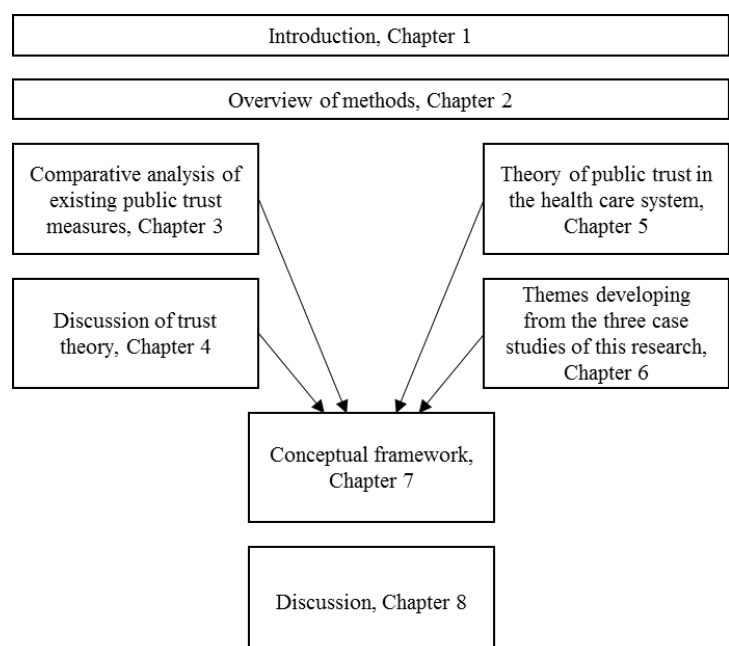 Introduction, Chapter 1
Overview of methods, Chapter 2
Comparative analysis of
existing public trust
measures, Chapter 3
Discussion of trust
theory, Chapter 4
Theory of public trust in
the health care system,
Chapter 5
Themes developing
from the three case
studies of this research,
Chapter 6
Conceptual framework,
Chapter 7
Discussion, Chapter 8